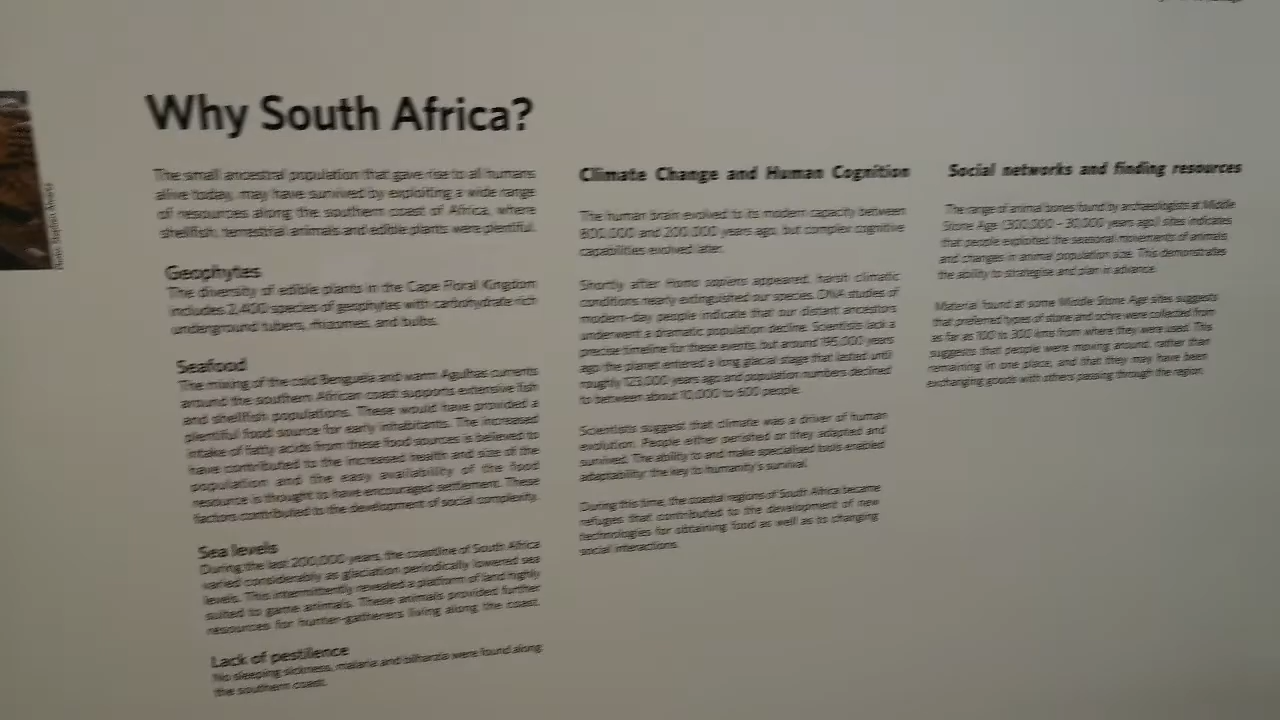 Why South Africa?
The small ancestral population that gave rise to all humans
alive today, may have survived by exploiting a wide range
of resources along the southern coast of Africa, where
shellfish, terrestrial animals and edible plants were plentiful.
Geophytes
The diversity of edible plants in the Cape Floral Kingdom
includes 2,400 species of geophytes with carbohydrate rich
underground tubers, rhizomes, and bulbs.
Seafood
The mixing of the cold Benguela and warm Agulhas currents
around the southern African coast supports extensive fish
and shellfish populations. These would have provided a
plentiful food source for early inhabitants. The increased
intake of fatty acids from these food sources is believed to
have contributed to the increased health and size of the
population and the easy availability of the food
resource is thought to have encouraged settlement. These
factors contributed to the development of social complexity.
Sea levels
During the last 200,000 years, the coastline of South Africa
varied considerably as glaciation periodically lowered sea
levels. This intermittently revealed a platform of land highly
suited to game animals. These animals provided further
resources for hunter-gatherers living along the coast.
Lack of pestilence
No sleeping sickness, malaria and bilharzia were found along
the southern coast.
Climate Change and Human Cognition
The human brain evolved to its modern capacity between
800,000 and 200,000 years ago, but complex cognitive
capabilities evolved later.
Shortly after Homo sapiens appeared, harsh climatic
conditions nearly extinguished our species. DNA studies of
modern-day people indicate that our distant ancestors
underwent a dramatic population decline. Scientists lack a
precise timeline for these events, but around 195,000 years
ago the planet entered a long glacial stage that lasted until
roughly 123,000 years ago and population numbers declined
to between about 10,000 to 600 people.
Scientists suggest that climate was a driver of human
evolution. People either perished or they adapted and
survived. The ability to and make specialised tools enabled
adaptability: the key to humanity's survival.
During this time, the coastal regions of South Africa became
refuges that contributed to the development of new
technologies for obtaining food as well as to changing
social interactions.
Social networks and finding resources
The range of animal bones found by archaeologists at Middle
Stone Age (300,000 - 30,000 years ago) sites indicates
that people exploited the seasonal movements of animals
and changes in animal population size. This demonstrates
the ability to strategise and plan in advance.
Material found at some Middle Stone Age sites suggests
that preferred types of stone and ochre were collected from
as far as 100 to 300 kms from where they were used. This
suggests that people were moving around, rather than
remaining in one place, and that they may have been
exchanging goods with others passing through the region.